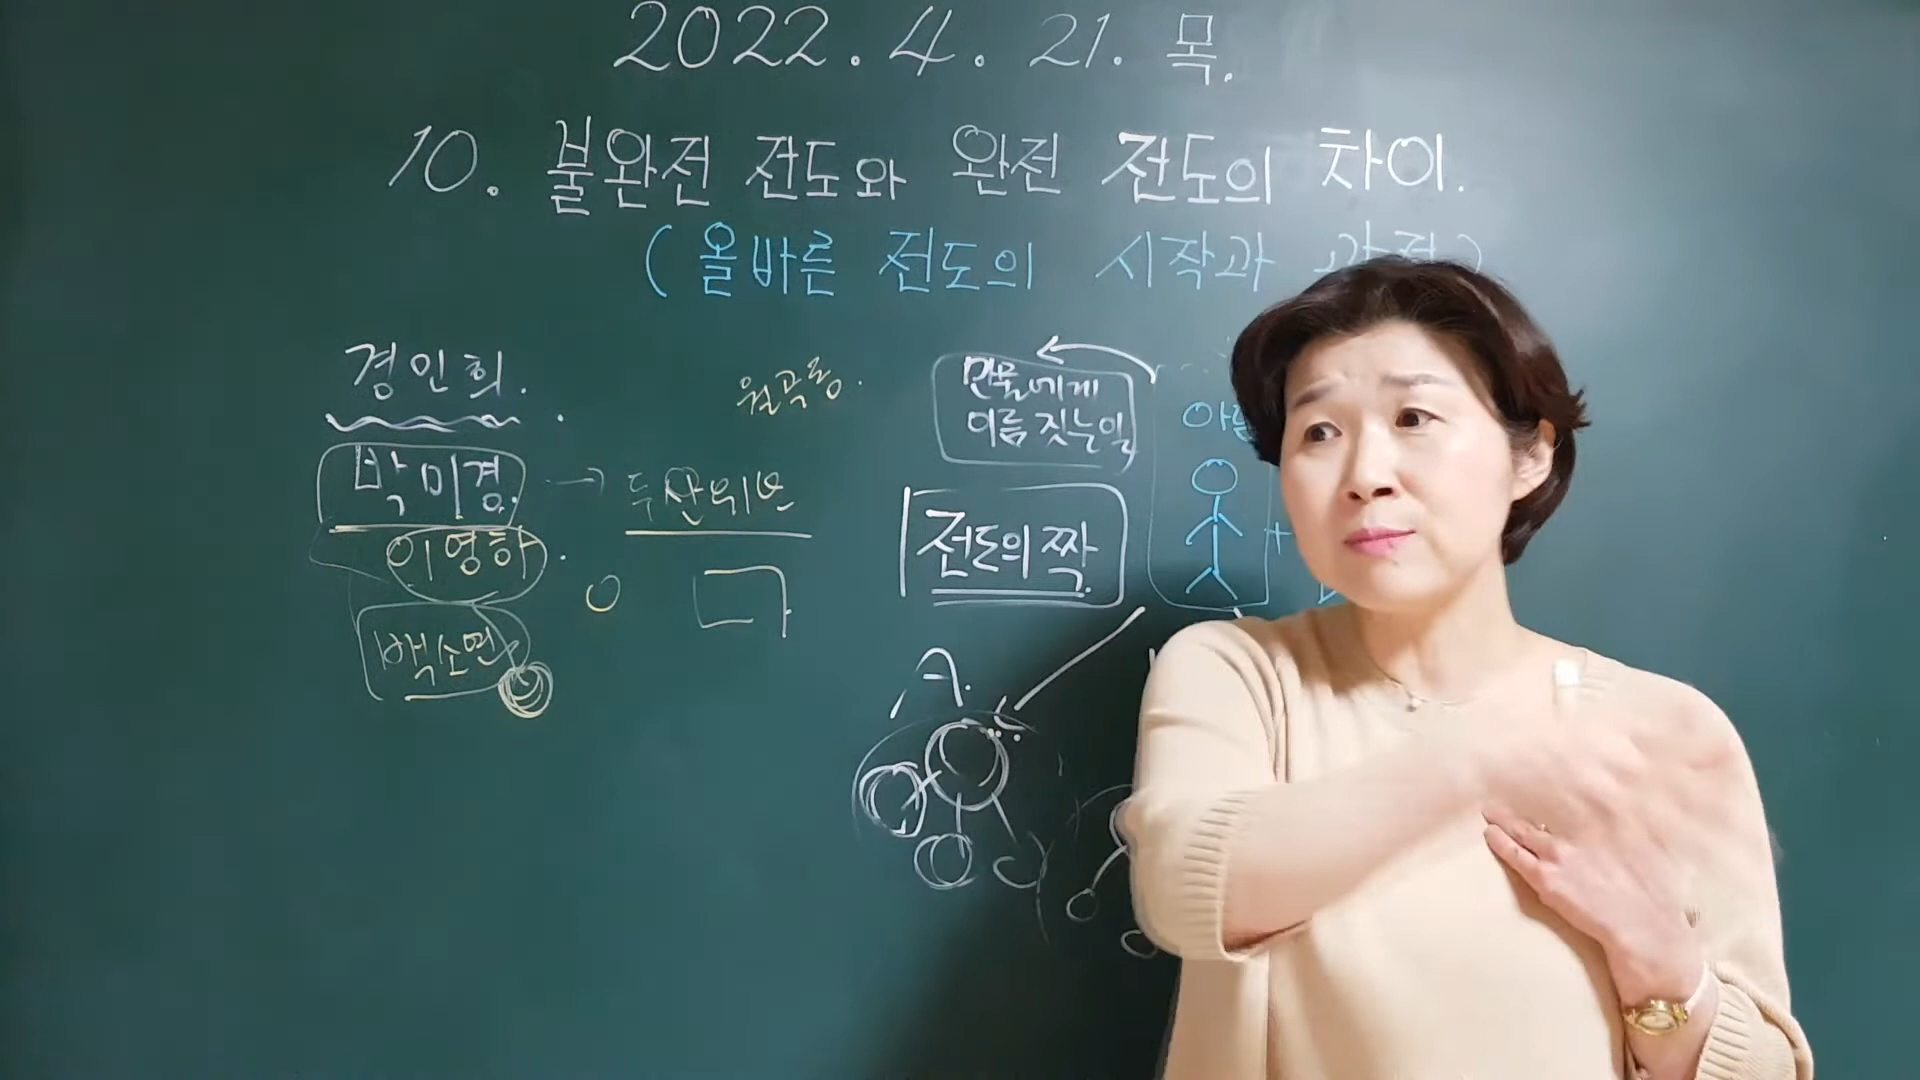 2022. 4. 21. 목.
10. 불완전 전도와 완전 전도의 차이.
(올바른 전도의 시작과 과정)
경인희.
원곡동.
만물에게
이름 짓는일
박미경.
→ 두산위브
전도의 짝.
이영하.
백소연
A.